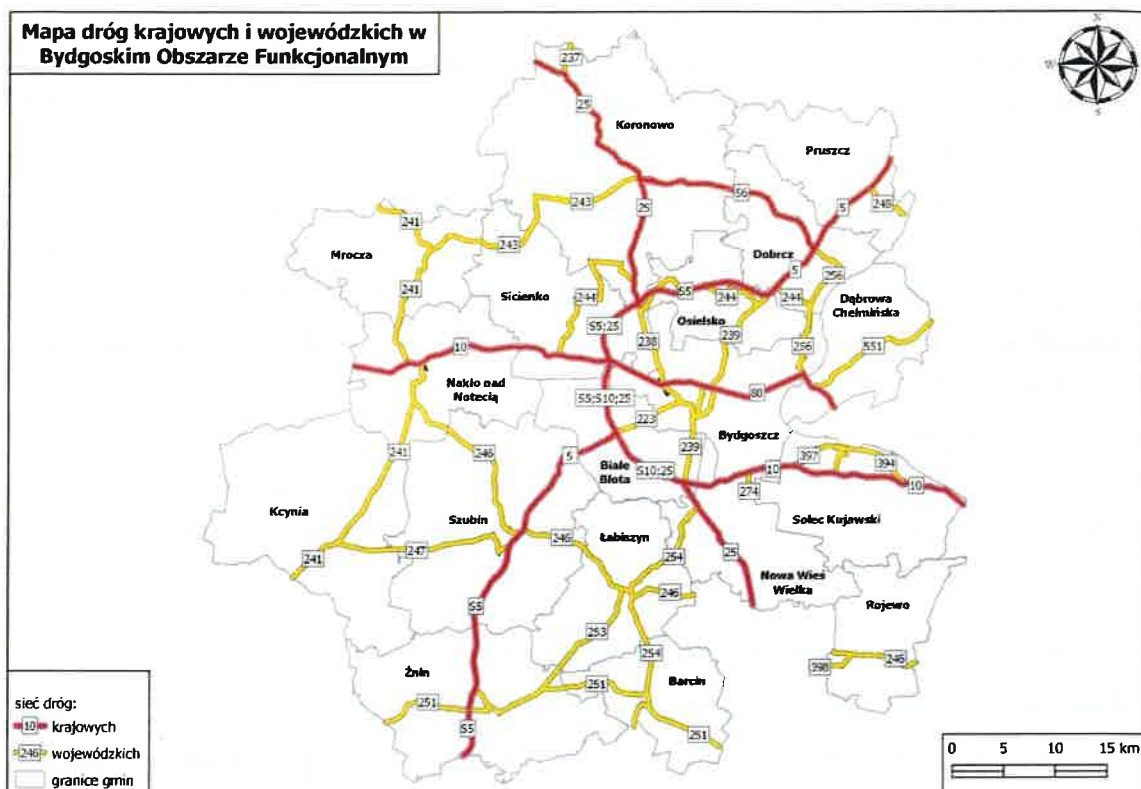 Mapa dróg krajowych i wojewódzkich w
Bydgoskim Obszarze Funkcjonalnym
N
W
S
237
25
Koronowo
Pruszcz
56
5
248
243
25
241
243
Mrocza
Dobrcz
5
256
241
Sicienko
244
S5
244
244
Dąbrowa
Chełmińska
Osielsko
S5;25
238
239
256
551
10
Nakło nad
Notecią
S5;S10;25
80
223
Bydgoszcz
241
246
5
239
397
Białe
Błota
S10;25
10
394
10
274
Kcynia
Szubin
Solec Kujawski
Łabiszyn
246
241
247
254
25
Nowa Wieś
Wielka
246
Rojewo
S5
253
254
398
246
Żnin
251
Barcin
251
S5
251
sieć dróg:
10 krajowych
246 wojewódzkich
granice gmin
0 5 10 15 km